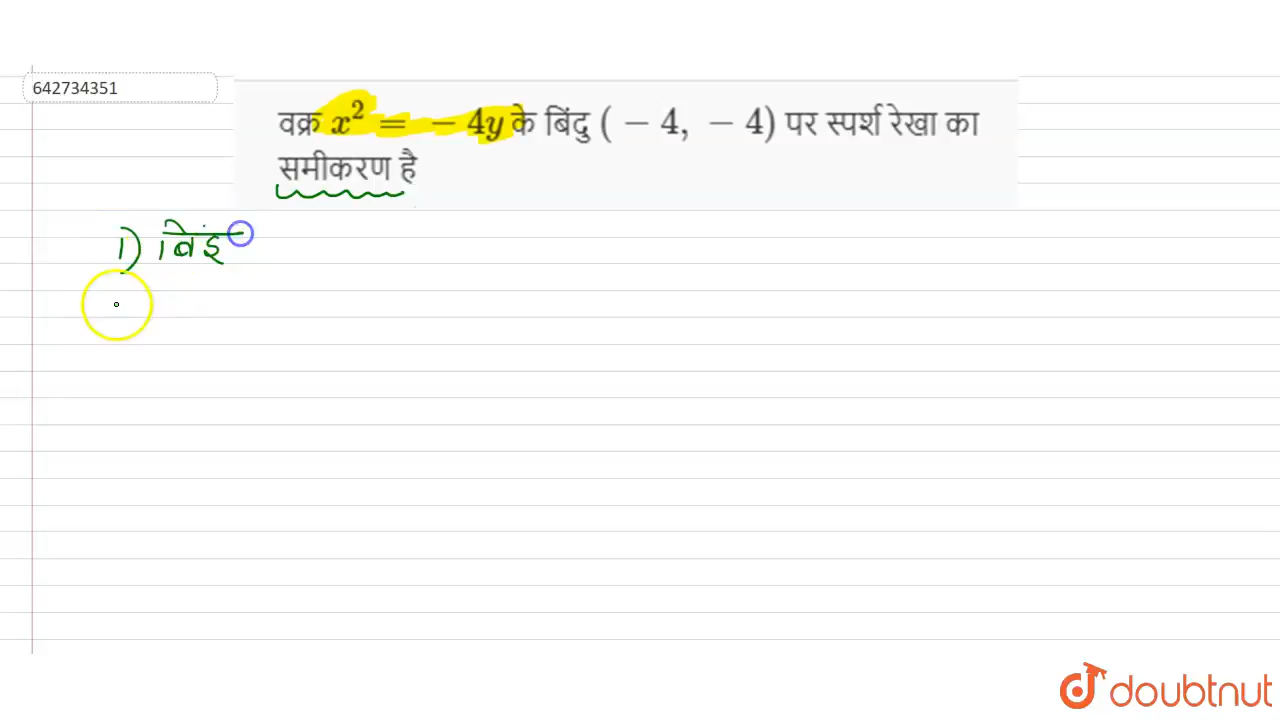 642734351
वक्र x² = − 4y के बिंदु (− 4, − 4) पर स्पर्श रेखा का
समीकरण है
1) बिंदु
doubtnut